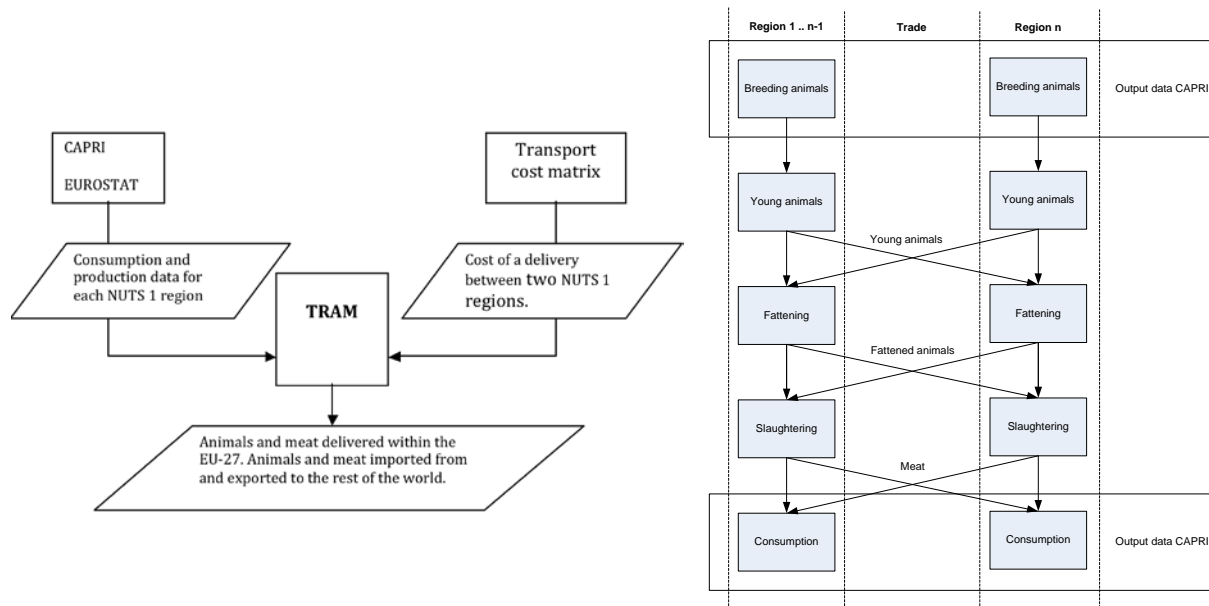 CAPRI
EUROSTAT
Transport
cost matrix
Consumption and
production data for
each NUTS 1 region
Cost of a delivery
between two NUTS 1
regions.
TRAM
Animals and meat delivered within the
EU-27. Animals and meat imported from
and exported to the rest of the world.
Region 1 .. n-1
Trade
Region n
Breeding animals
Breeding animals
Output data CAPRI
Young animals
Young animals
Young animals
Fattening
Fattening
Fattened animals
Slaughtering
Slaughtering
Meat
Consumption
Consumption
Output data CAPRI